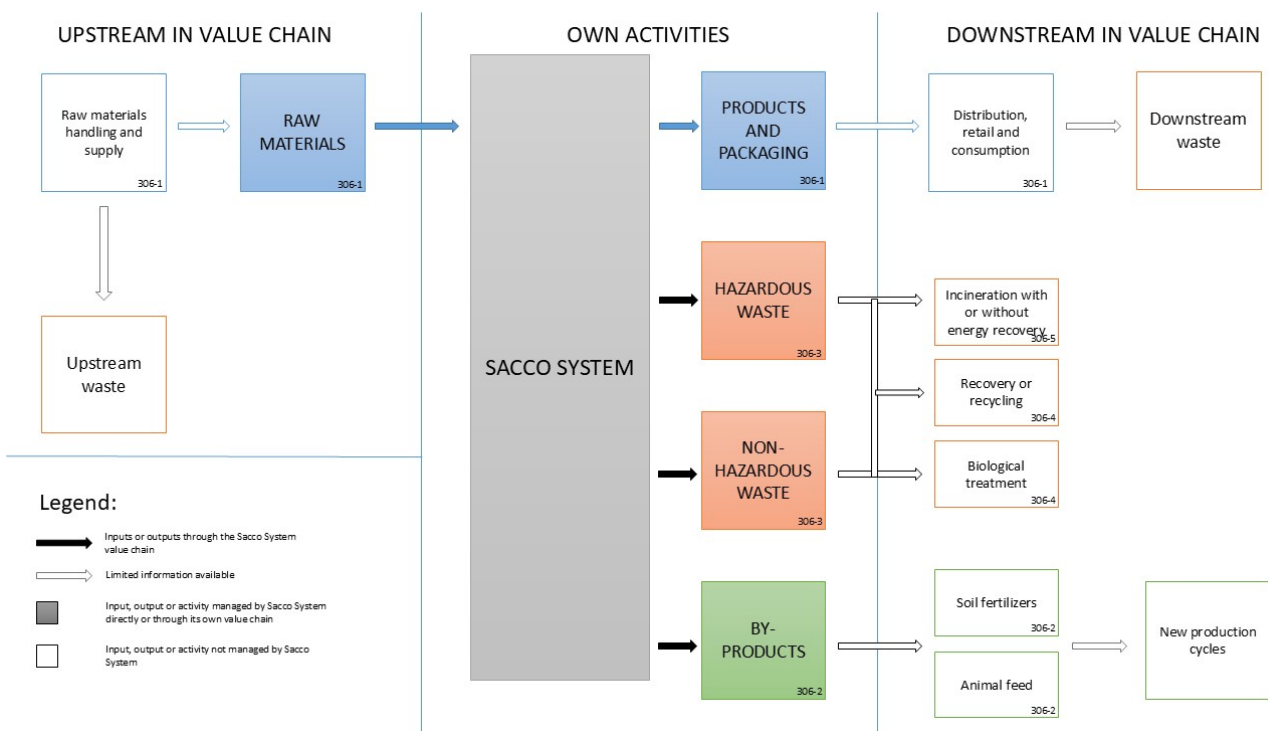 UPSTREAM IN VALUE CHAIN
OWN ACTIVITIES
DOWNSTREAM IN VALUE CHAIN
Raw materials
handling and
supply
306-1
RAW
MATERIALS
306-1
PRODUCTS
AND
PACKAGING
306-1
Distribution,
retail and
consumption
306-1
Downstream
waste
Upstream
waste
SACCO SYSTEM
HAZARDOUS
WASTE
306-3
Incineration with
or without
energy recovery
306-5
Recovery or
recycling
306-4
NON-
HAZARDOUS
WASTE
306-3
Biological
treatment
306-4
BY-
PRODUCTS
306-2
Soil fertilizers
306-2
Animal feed
306-2
New production
cycles
Legend:
Inputs or outputs through the Sacco System
value chain
Limited information available
Input, output or activity managed by Sacco System
directly or through its own value chain
Input, output or activity not managed by Sacco
System